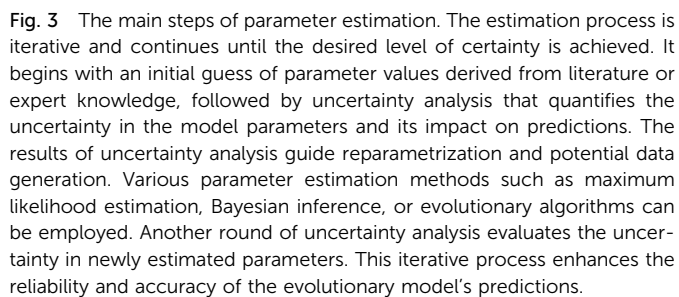 Fig. 3 The main steps of parameter estimation. The estimation process is
iterative and continues until the desired level of certainty is achieved. It
begins with an initial guess of parameter values derived from literature or
expert knowledge, followed by uncertainty analysis that quantifies the
uncertainty in the model parameters and its impact on predictions. The
results of uncertainty analysis guide reparametrization and potential data
generation. Various parameter estimation methods such as maximum
likelihood estimation, Bayesian inference, or evolutionary algorithms can
be employed. Another round of uncertainty analysis evaluates the uncer-
tainty in newly estimated parameters. This iterative process enhances the
reliability and accuracy of the evolutionary model’s predictions.